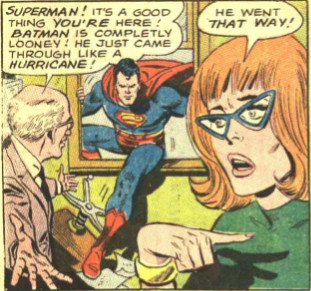 SUPERMAN! IT'S A GOOD
THING YOU'RE HERE!
BATMAN IS COMPLETLY
LOONEY! HE JUST CAME
THROUGH LIKE A
HURRICANE!
HE WENT
THAT WAY!